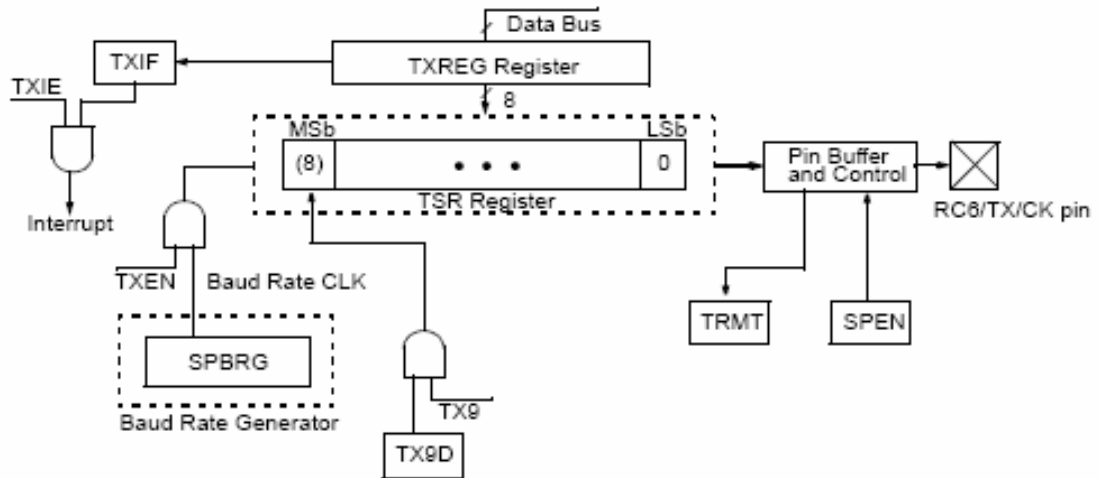 Data Bus
TXIF
TXREG Register
TXIE
8
MSb
LSb
(8)
0
Pin Buffer
and Control
TSR Register
Interrupt
RC6/TX/CK pin
TXEN
Baud Rate CLK
TRMT
SPEN
SPBRG
TX9
Baud Rate Generator
TX9D